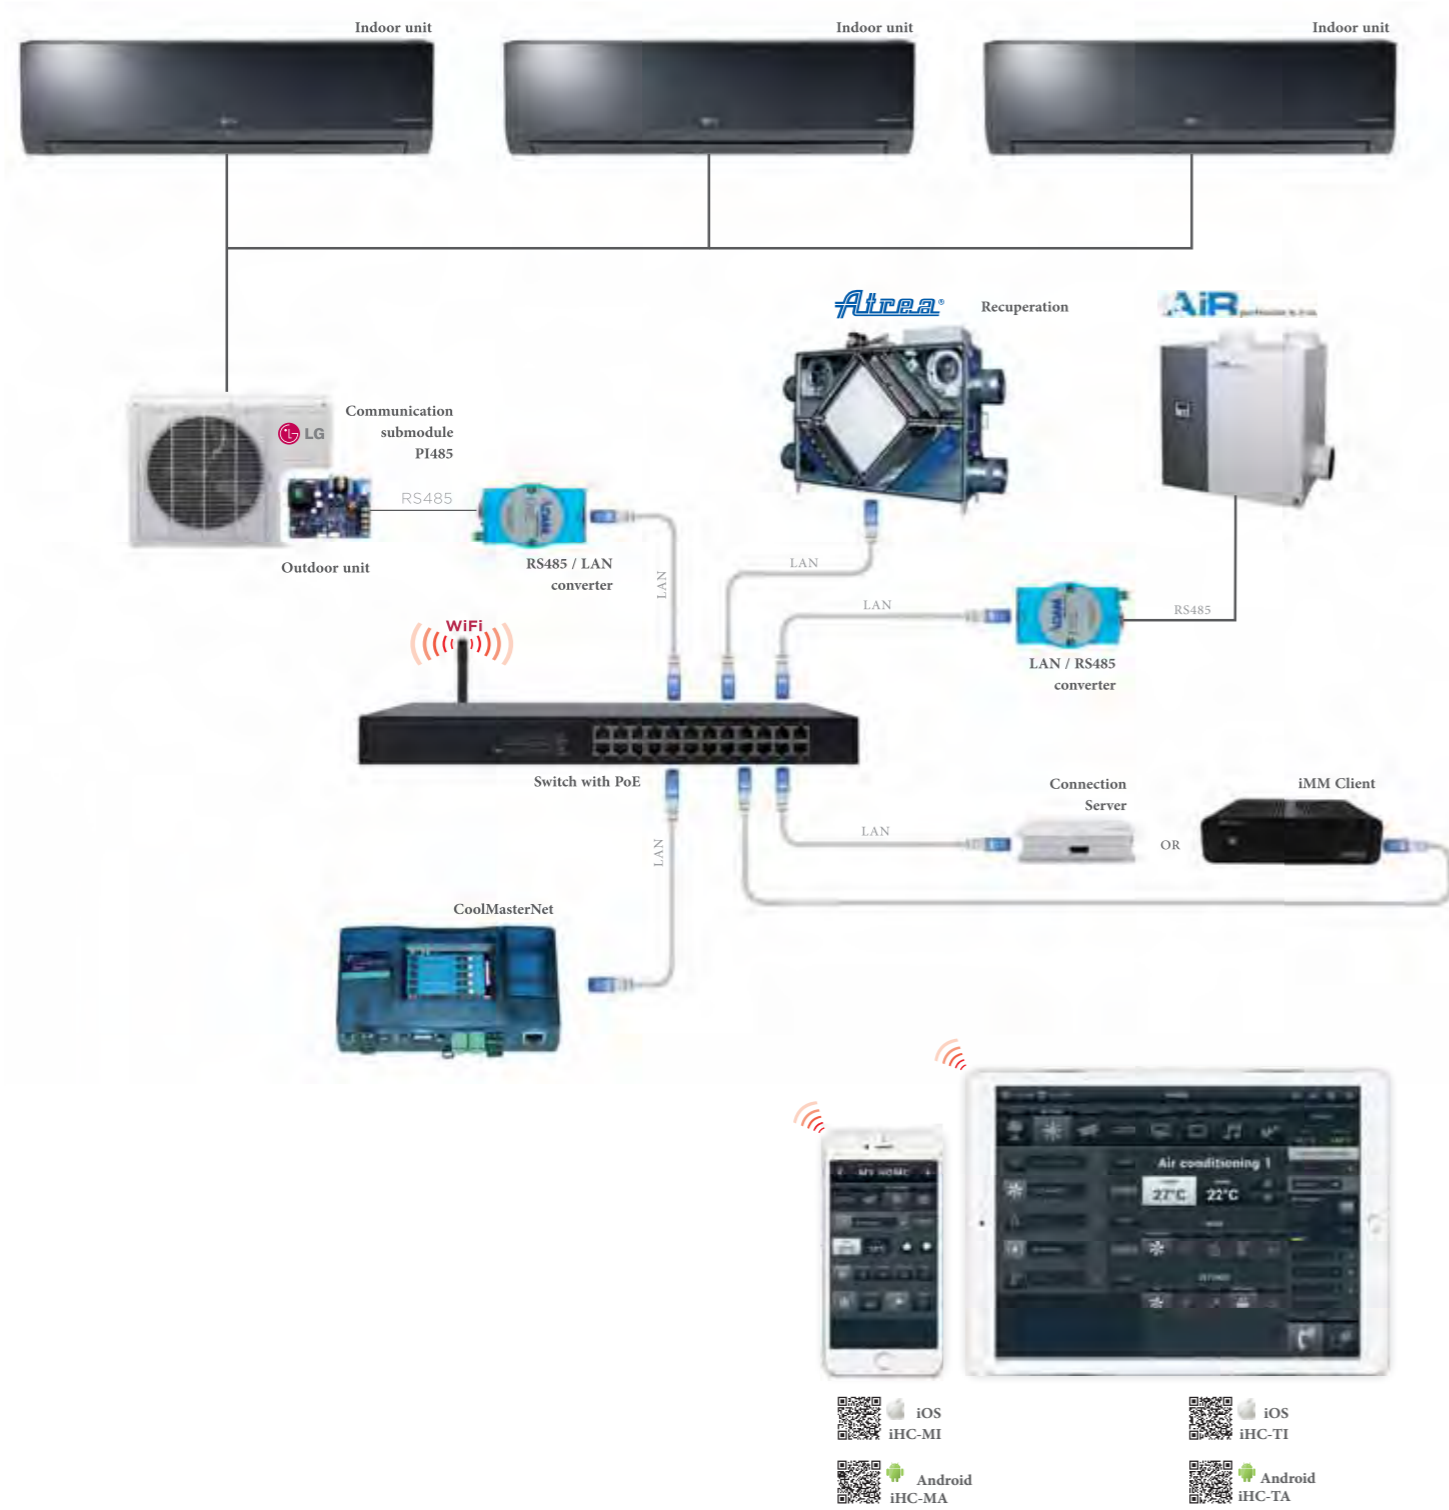 Indoor unit
Indoor unit
Indoor unit
Atrea®
Recuperation
AiR
LG
Communication
submodule
PI485
RS485
Outdoor unit
RS485 / LAN
converter
LAN
LAN
LAN
RS485
LAN / RS485
converter
WiFi
Switch with PoE
LAN
LAN
Connection
Server
OR
iMM Client
CoolMasterNet
MY HOME
Air conditioning 1
27°C
22°C
iOS
iHC-MI
iOS
iHC-TI
Android
iHC-MA
Android
iHC-TA